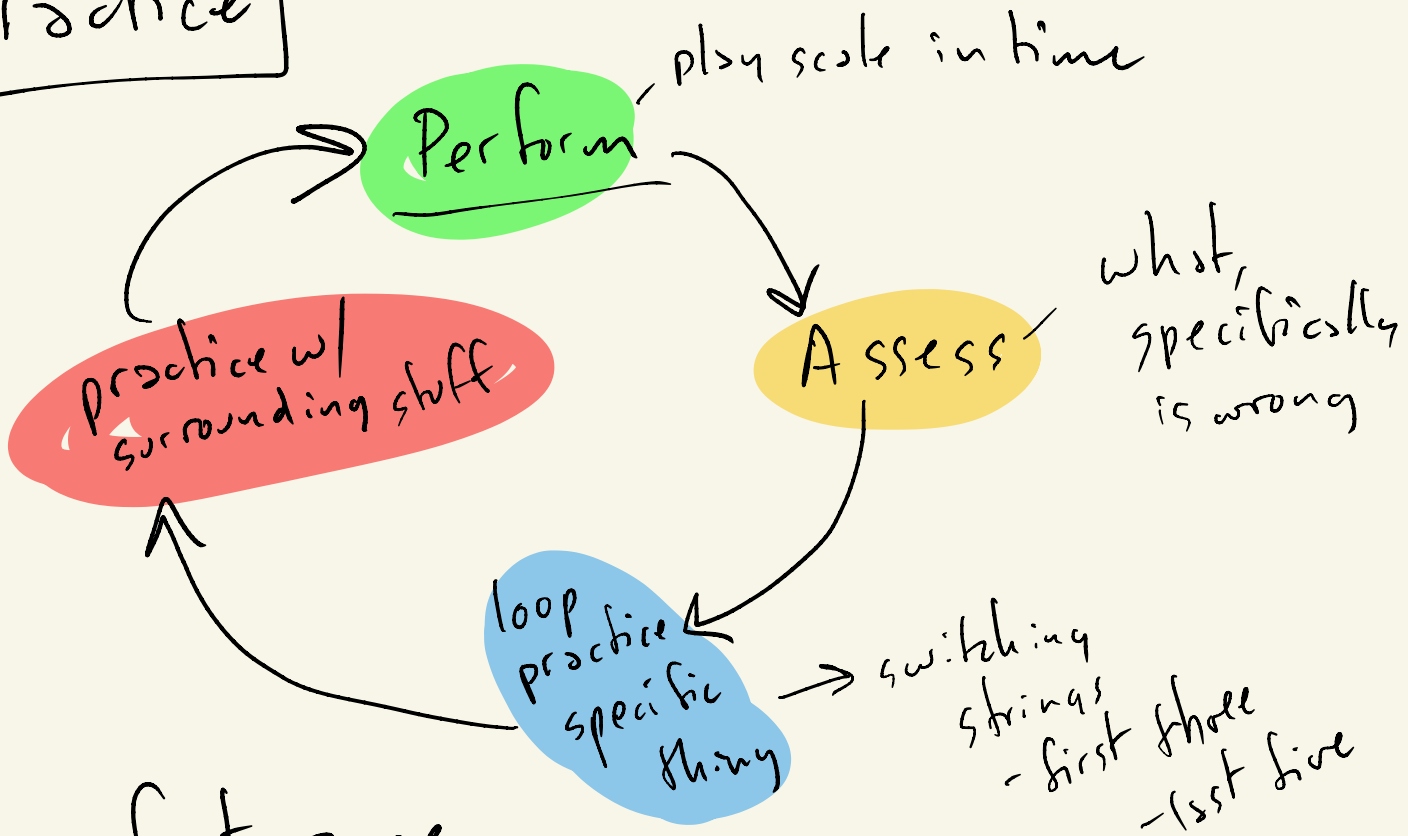 Practice
play scale in time
Perform
what,
specifically
is wrong
Assess
practice w/
surrounding stuff
loop
practice
specific
thing
switching
strings
- first three
- last five